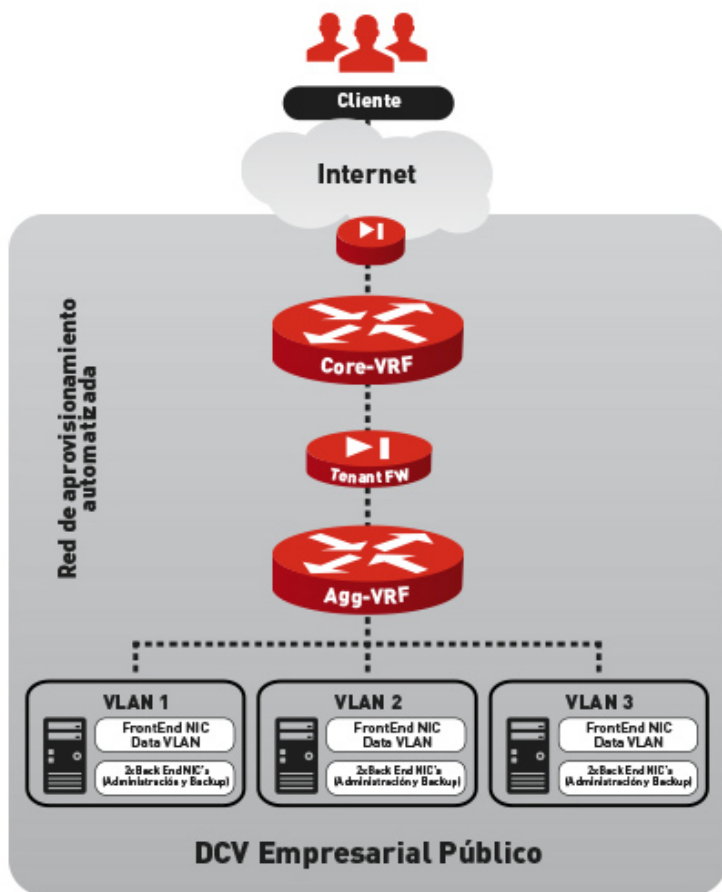 Cliente
Internet
Red de aprovisionamiento
automatizada
Core-VRF
Tenant FW
Agg-VRF
VLAN 1
FrontEnd NIC
Data VLAN
2xBack End NIC's
(Administración y Backup)
VLAN 2
FrontEnd NIC
Data VLAN
2xBack End NIC's
(Administración y Backup)
VLAN 3
FrontEnd NIC
Data VLAN
2xBack End NIC's
(Administración y Backup)
DCV Empresarial Público